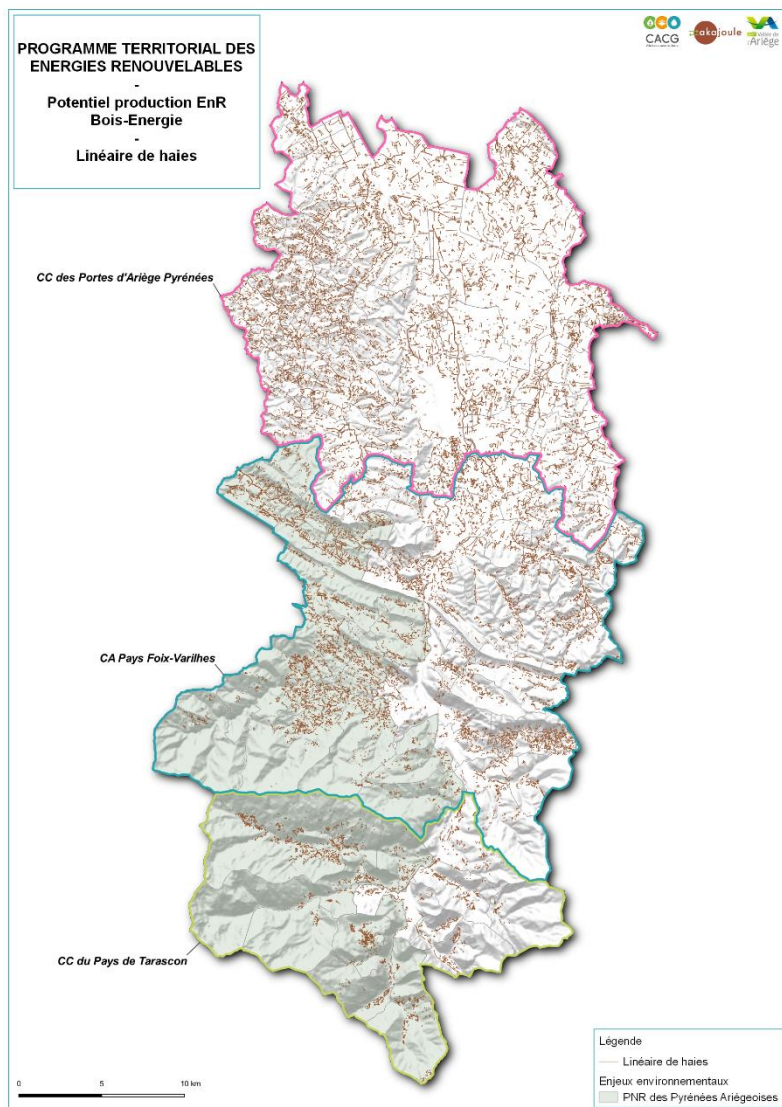 PROGRAMME TERRITORIAL DES
ENERGIES RENOUVELABLES
-
Potentiel production EnR
Bois-Energie
-
Linéaire de haies
CACG
akajoule
Vallée de
l'Ariège
CC des Portes d'Ariège Pyrénées
CA Pays Foix-Varilhes
CC du Pays de Tarascon
0 5 10 km
Légende
Linéaire de haies
Enjeux environnementaux
PNR des Pyrénées Ariégeoises